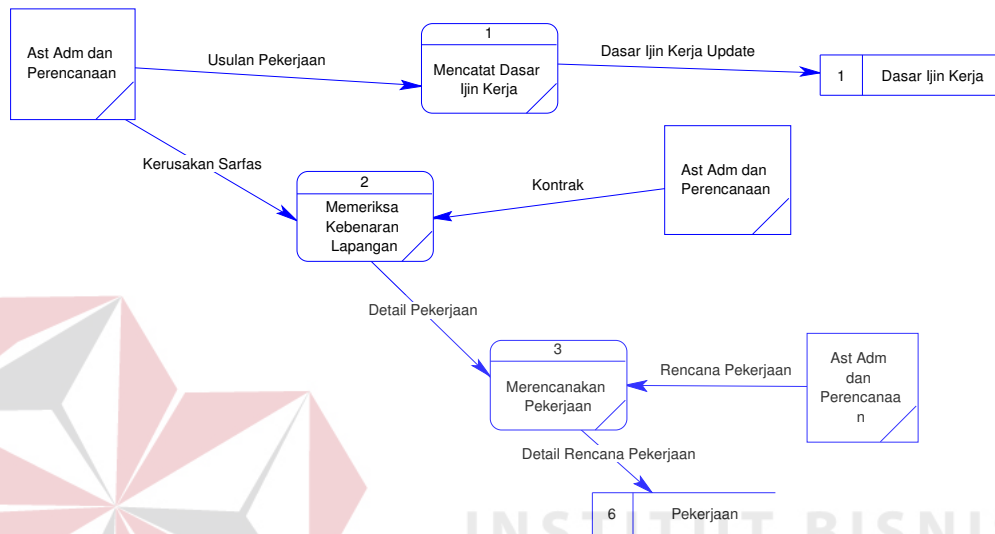 Ast Adm dan
Perencanaan
Usulan Pekerjaan
1
Mencatat Dasar
Ijin Kerja
Dasar Ijin Kerja Update
1
Dasar Ijin Kerja
Kerusakan Sarfas
2
Memeriksa
Kebenaran
Lapangan
Kontrak
Ast Adm dan
Perencanaan
Detail Pekerjaan
3
Merencanakan
Pekerjaan
Rencana Pekerjaan
Ast Adm
dan
Perencanaa
n
Detail Rencana Pekerjaan
6
Pekerjaan
INSTITUT BISNI